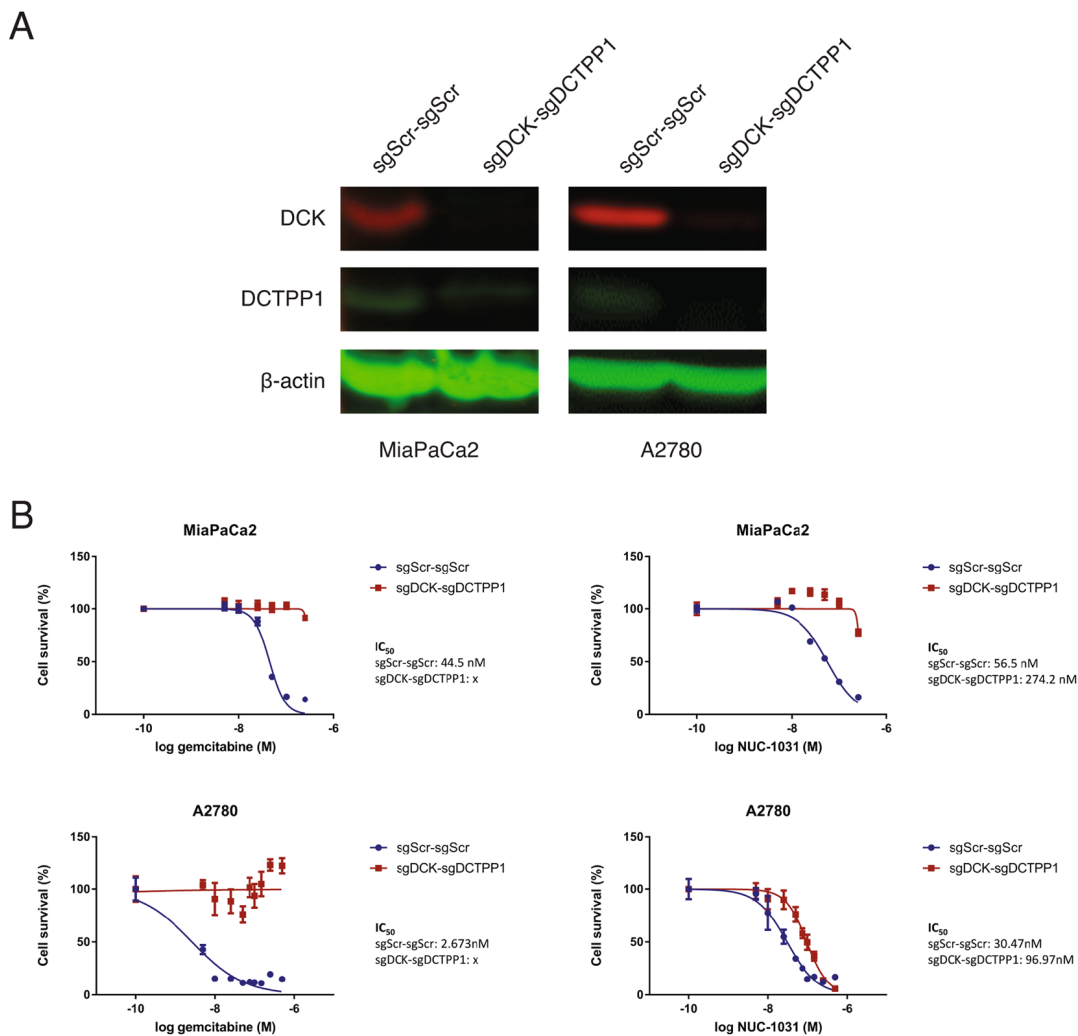 A
sgScr-sgScr
sgDCK-sgDCTPP1
sgScr-sgScr
sgDCK-sgDCTPP1
DCK
DCTPP1
β-actin
MiaPaCa2
A2780
B
MiaPaCa2
Cell survival (%)
150
100
50
0
-10
-8
-6
log gemcitabine (M)
sgScr-sgScr
sgDCK-sgDCTPP1
IC50
sgScr-sgScr: 44.5 nM
sgDCK-sgDCTPP1: x
MiaPaCa2
Cell survival (%)
150
100
50
0
-10
-8
-6
log NUC-1031 (M)
sgScr-sgScr
sgDCK-sgDCTPP1
IC50
sgScr-sgScr: 56.5 nM
sgDCK-sgDCTPP1: 274.2 nM
A2780
Cell survival (%)
150
100
50
0
-10
-8
-6
log gemcitabine (M)
sgScr-sgScr
sgDCK-sgDCTPP1
IC50
sgScr-sgScr: 2.673nM
sgDCK-sgDCTPP1: x
A2780
Cell survival (%)
150
100
50
0
-10
-8
-6
log NUC-1031 (M)
sgScr-sgScr
sgDCK-sgDCTPP1
IC50
sgScr-sgScr: 30.47nM
sgDCK-sgDCTPP1: 96.97nM